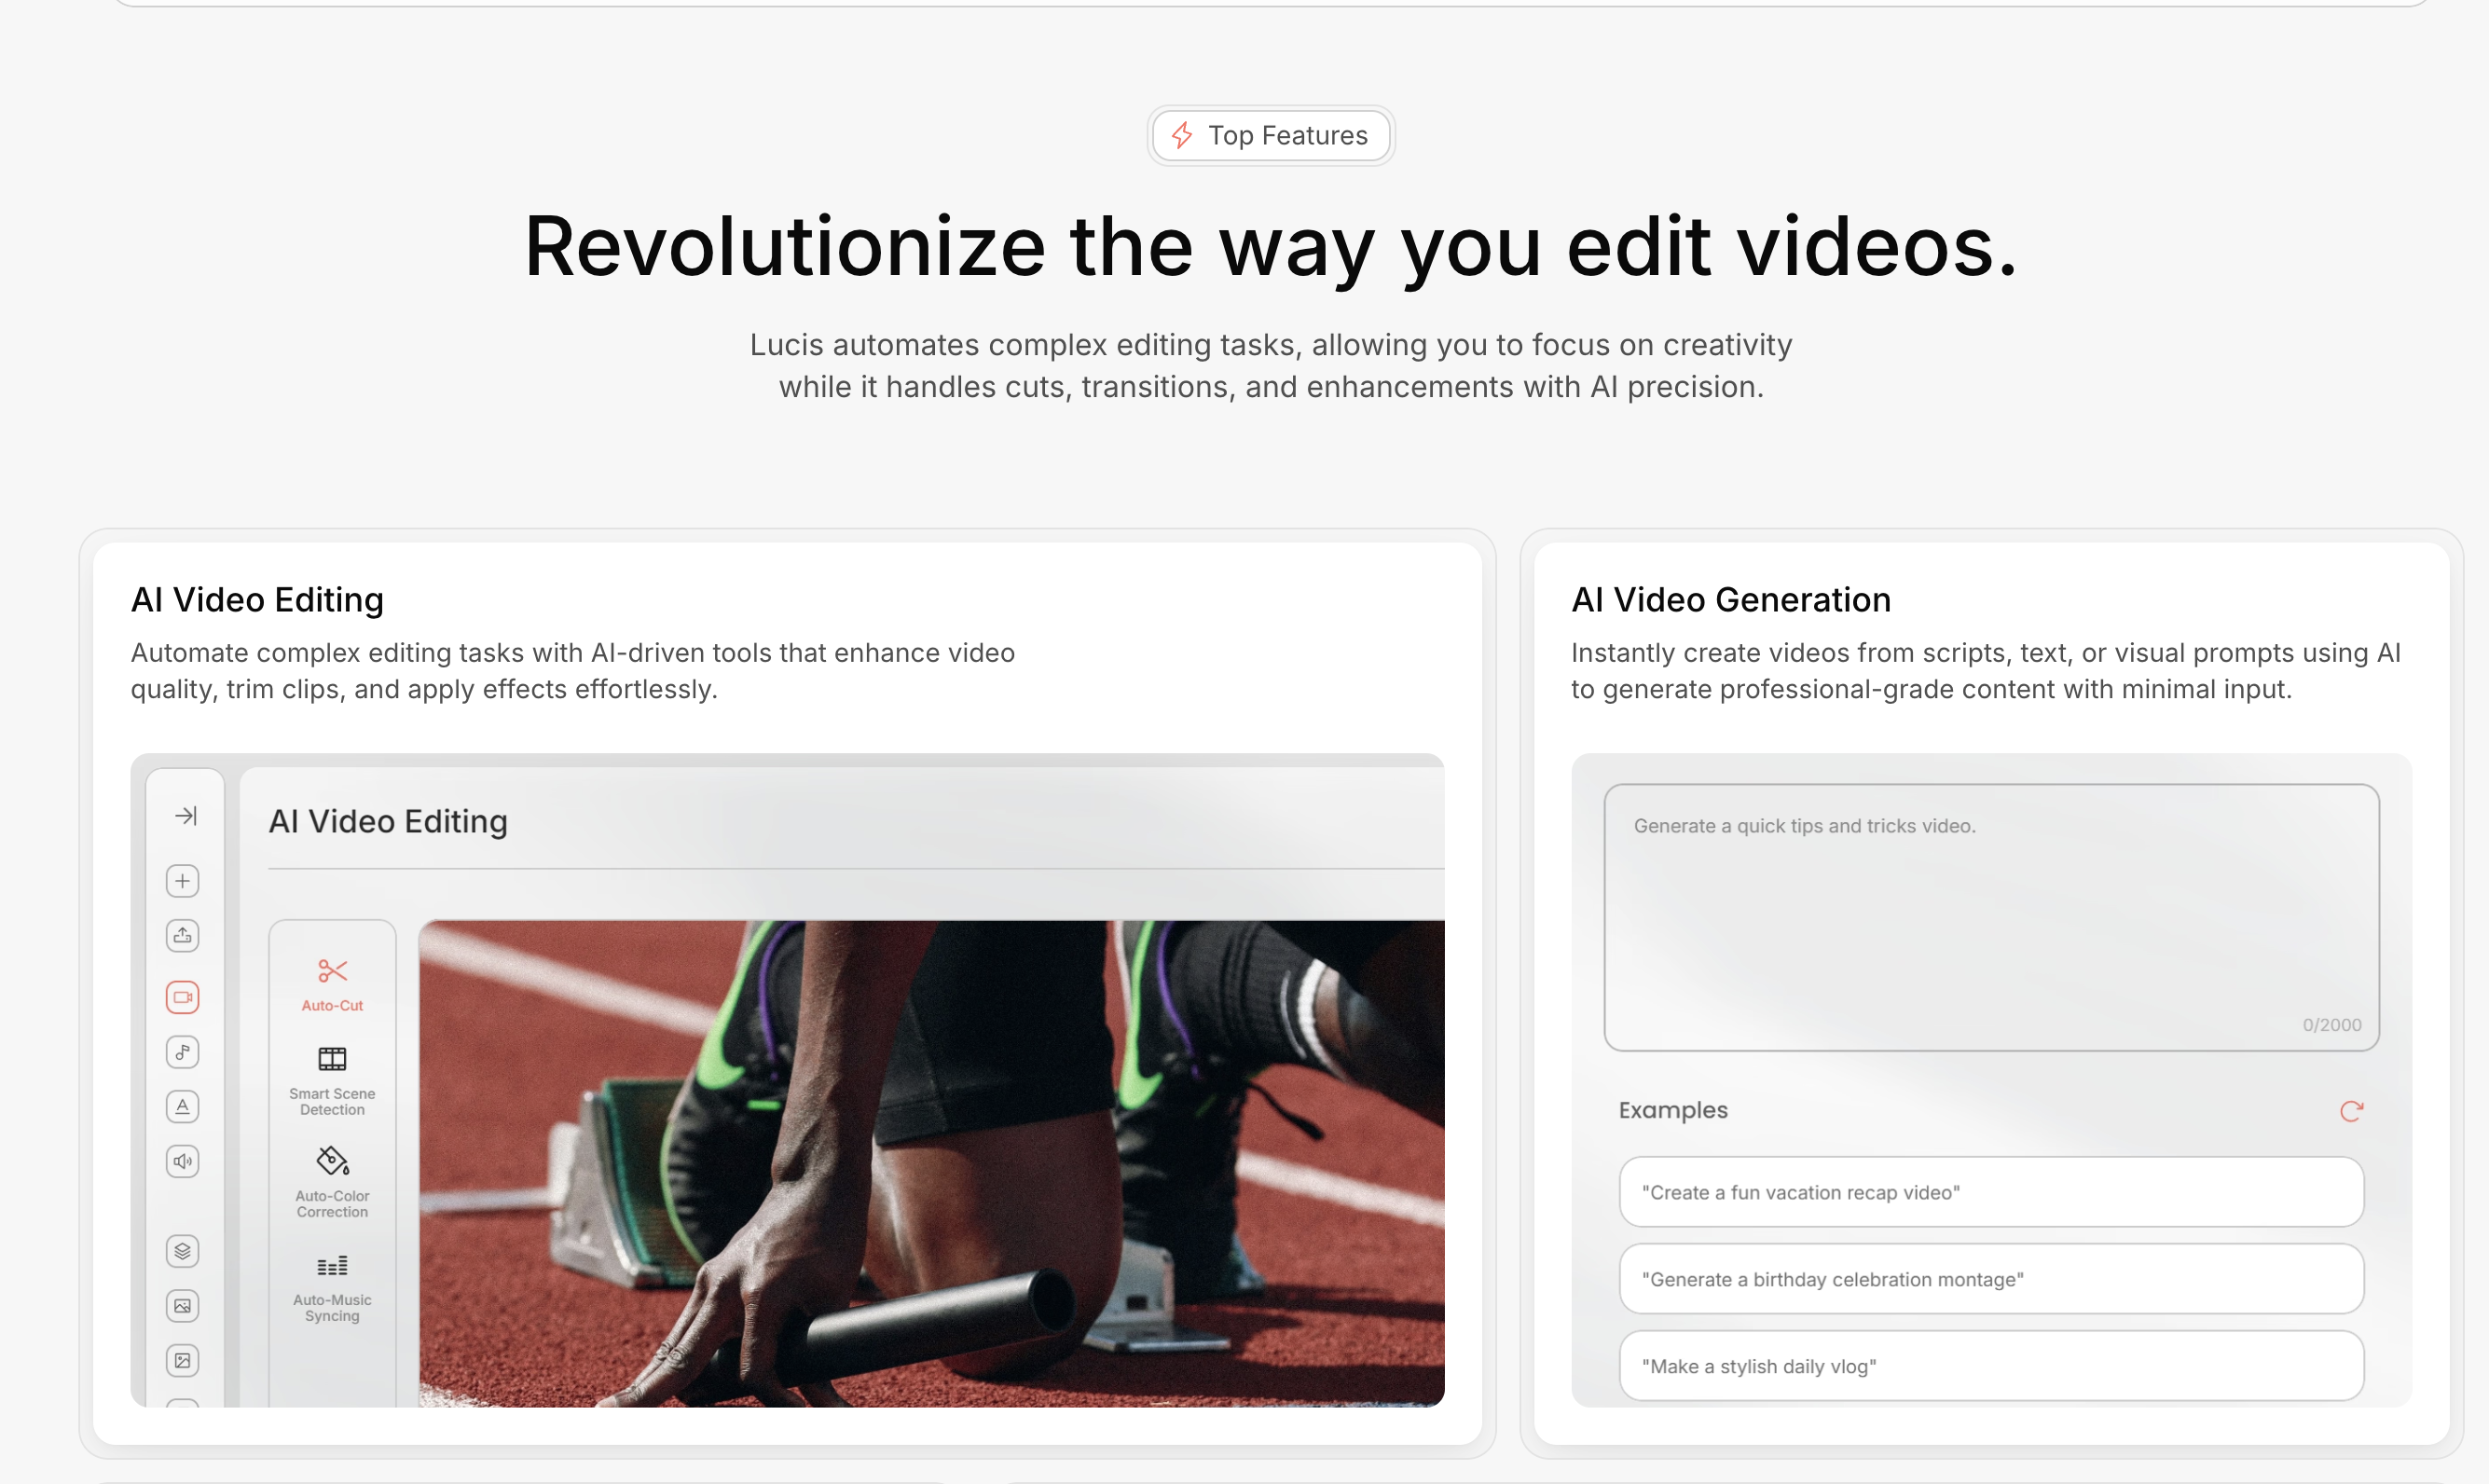 Top Features
Revolutionize the way you edit videos.
Lucis automates complex editing tasks, allowing you to focus on creativity
while it handles cuts, transitions, and enhancements with AI precision.
AI Video Editing
Automate complex editing tasks with AI-driven tools that enhance video
quality, trim clips, and apply effects effortlessly.
AI Video Editing
Auto-Cut
Smart Scene
Detection
Auto-Color
Correction
Auto-Music
Syncing
AI Video Generation
Instantly create videos from scripts, text, or visual prompts using AI
to generate professional-grade content with minimal input.
Generate a quick tips and tricks video.
0/2000
Examples
"Create a fun vacation recap video"
"Generate a birthday celebration montage"
"Make a stylish daily vlog"